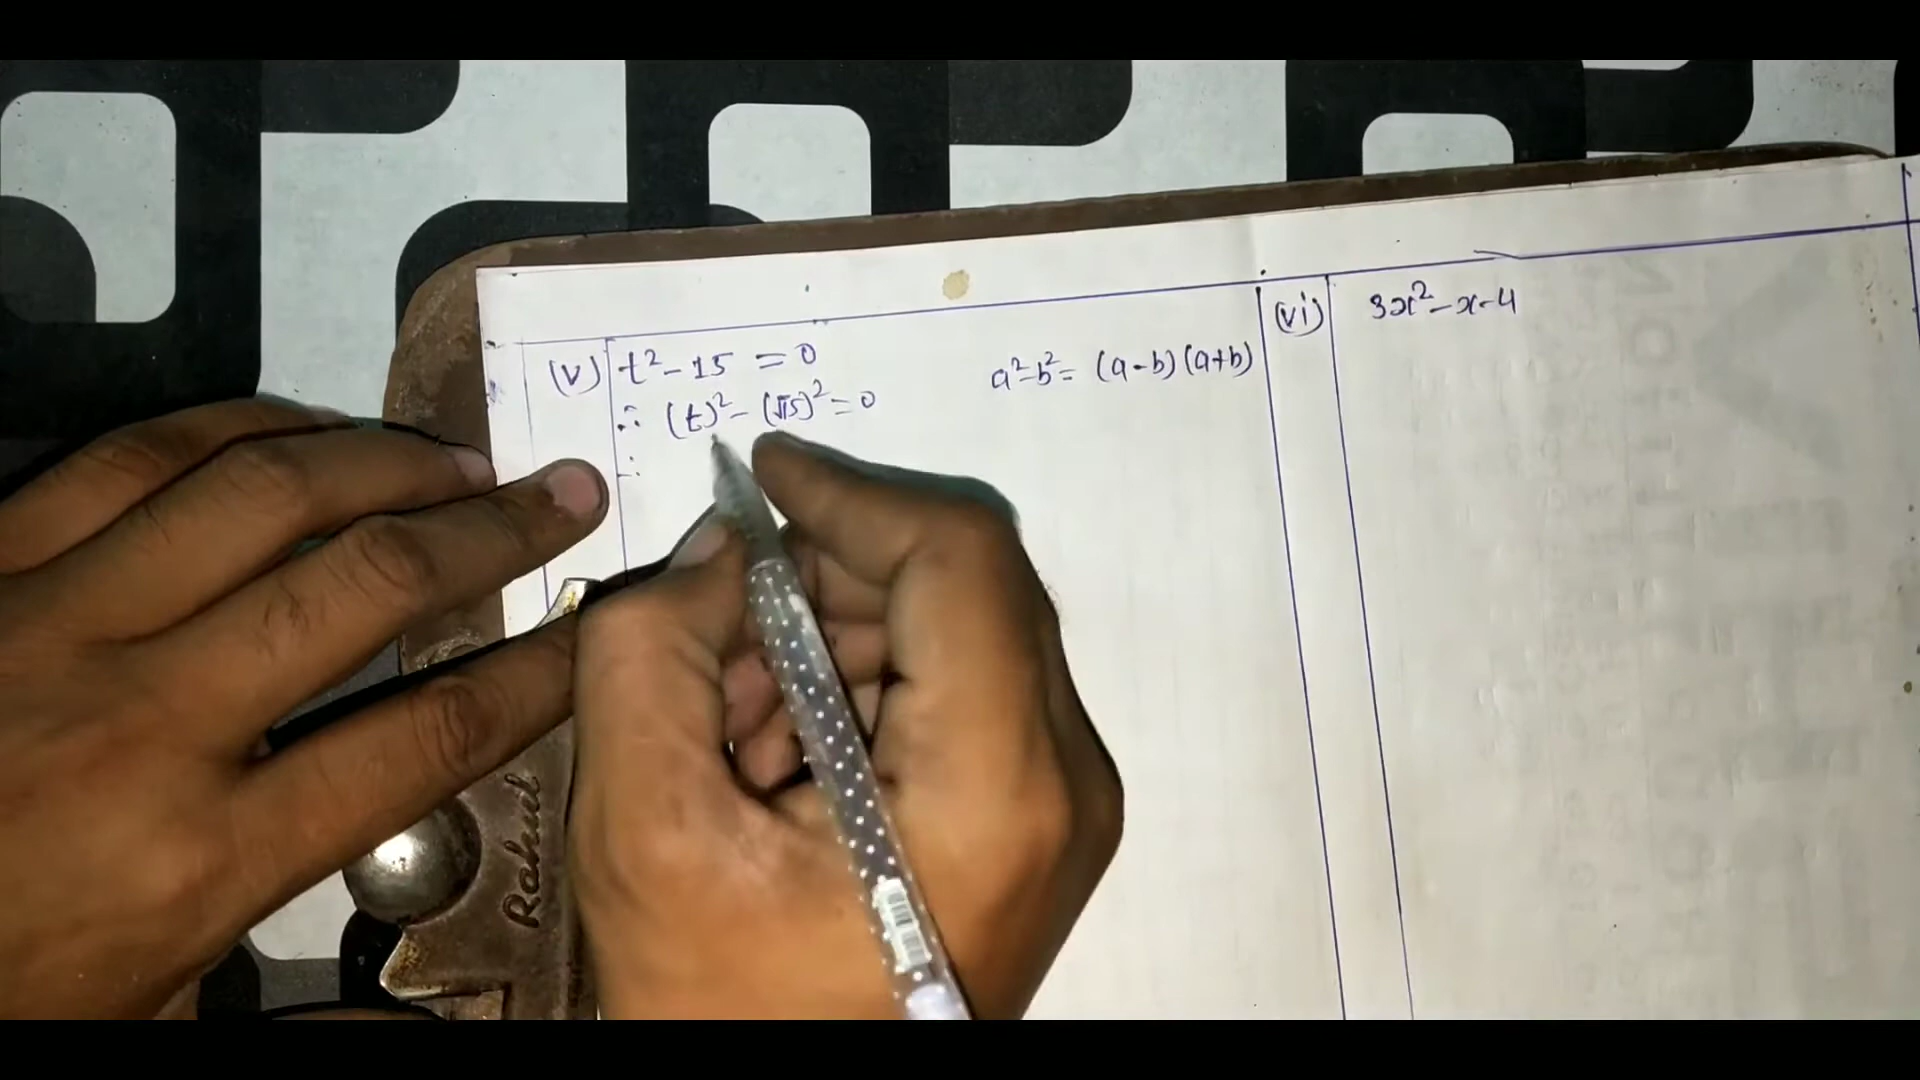 (v) t² - 15 = 0
∴ (t)² - (√15)² = 0
∴
a² - b² = (a - b) (a + b)
(vi) 3x² - x - 4
Rahul